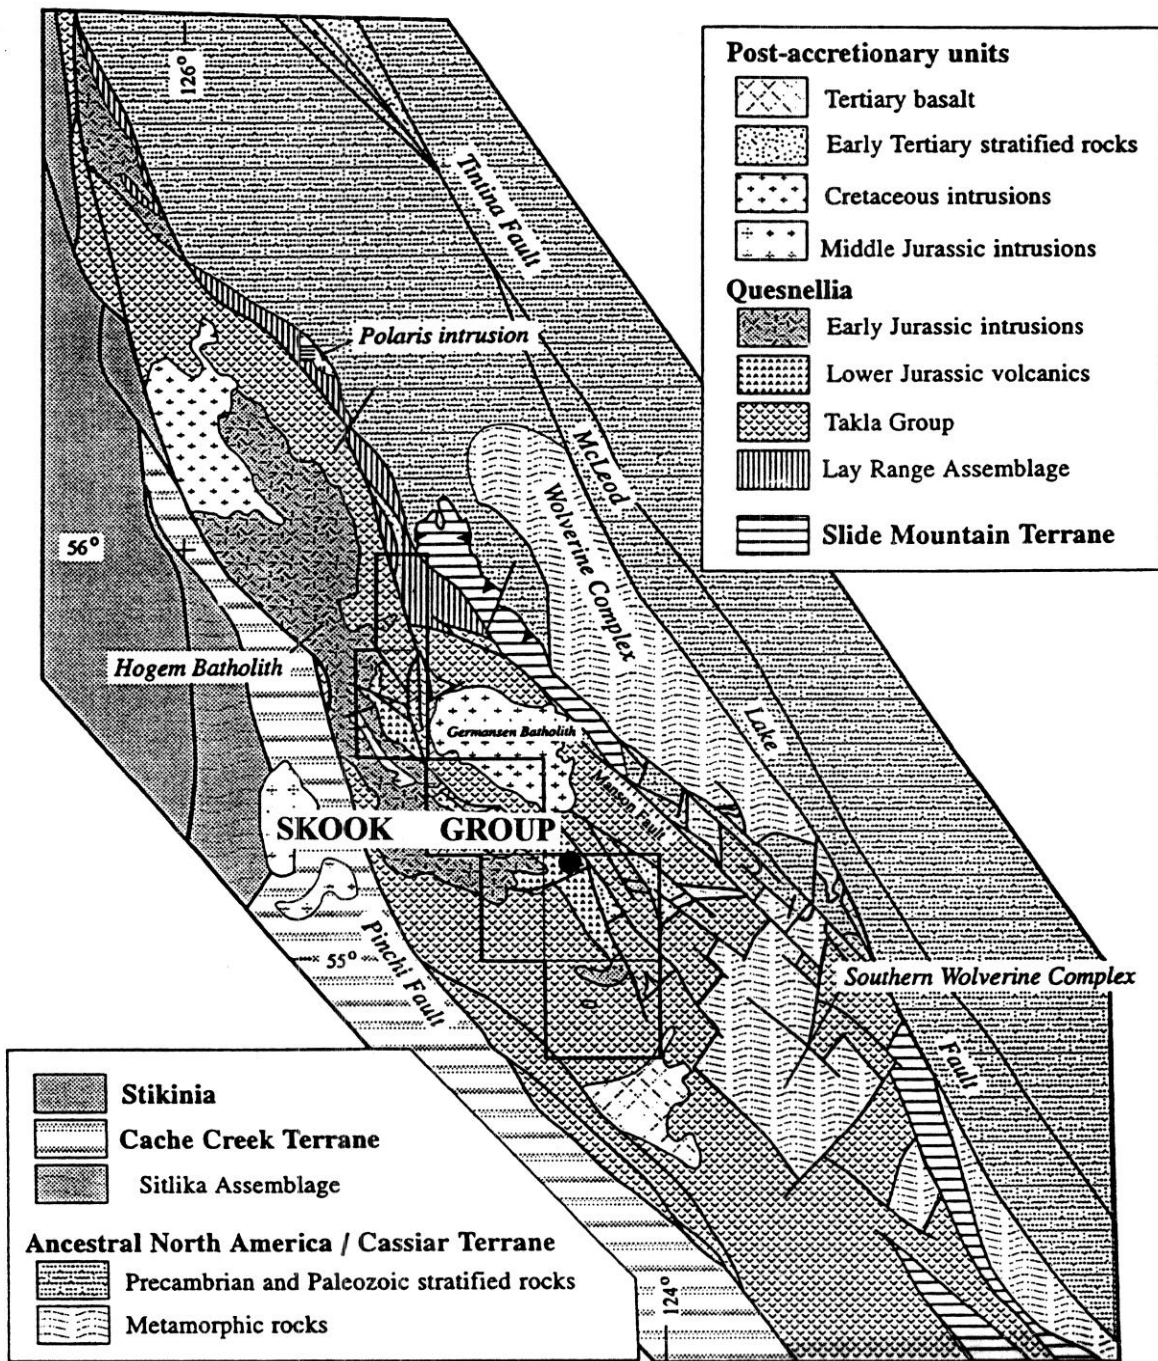 126°
Post-accretionary units
Tertiary basalt
Early Tertiary stratified rocks
Cretaceous intrusions
Middle Jurassic intrusions
Quesnellia
Early Jurassic intrusions
Lower Jurassic volcanics
Takla Group
Lay Range Assemblage
Slide Mountain Terrane
Tintina Fault
Polaris intrusion
McLeod
Wolverine Complex
56°
Hogem Batholith
Lake
Germansen Batholith
Manson Fault
SKOOK GROUP
Pinchi Fault
55°
Southern Wolverine Complex
Fault
124°
Stikinia
Cache Creek Terrane
Sitlika Assemblage
Ancestral North America / Cassiar Terrane
Precambrian and Paleozoic stratified rocks
Metamorphic rocks